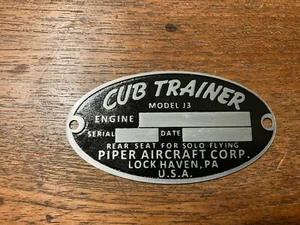 CUB TRAINER
MODEL J3
ENGINE
SERIAL DATE
REAR SEAT FOR SOLO FLYING
PIPER AIRCRAFT CORP.
LOCK HAVEN, PA
U.S.A.